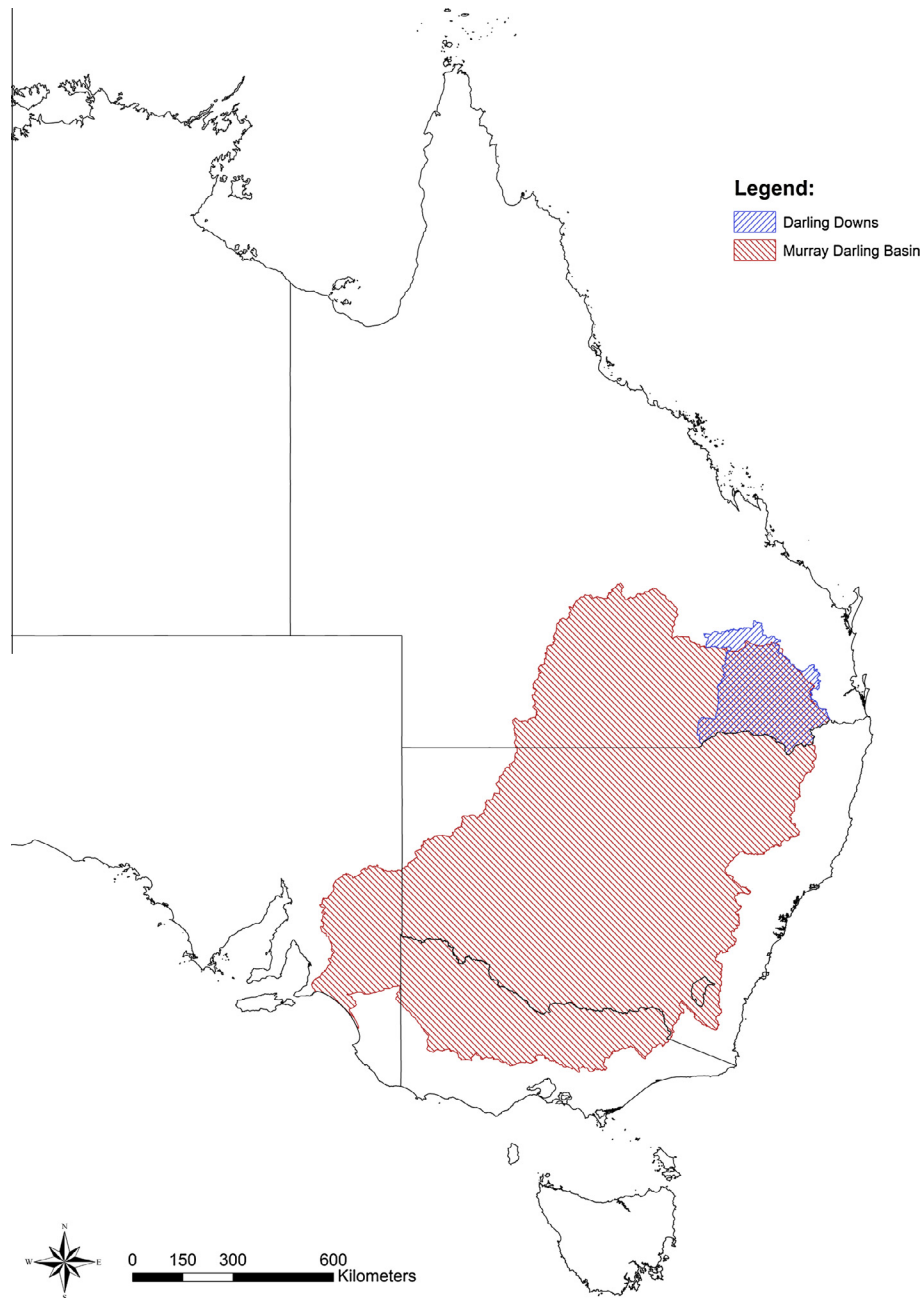 Legend:
Darling Downs
Murray Darling Basin
N
W E
S
0 150 300 600
Kilometers